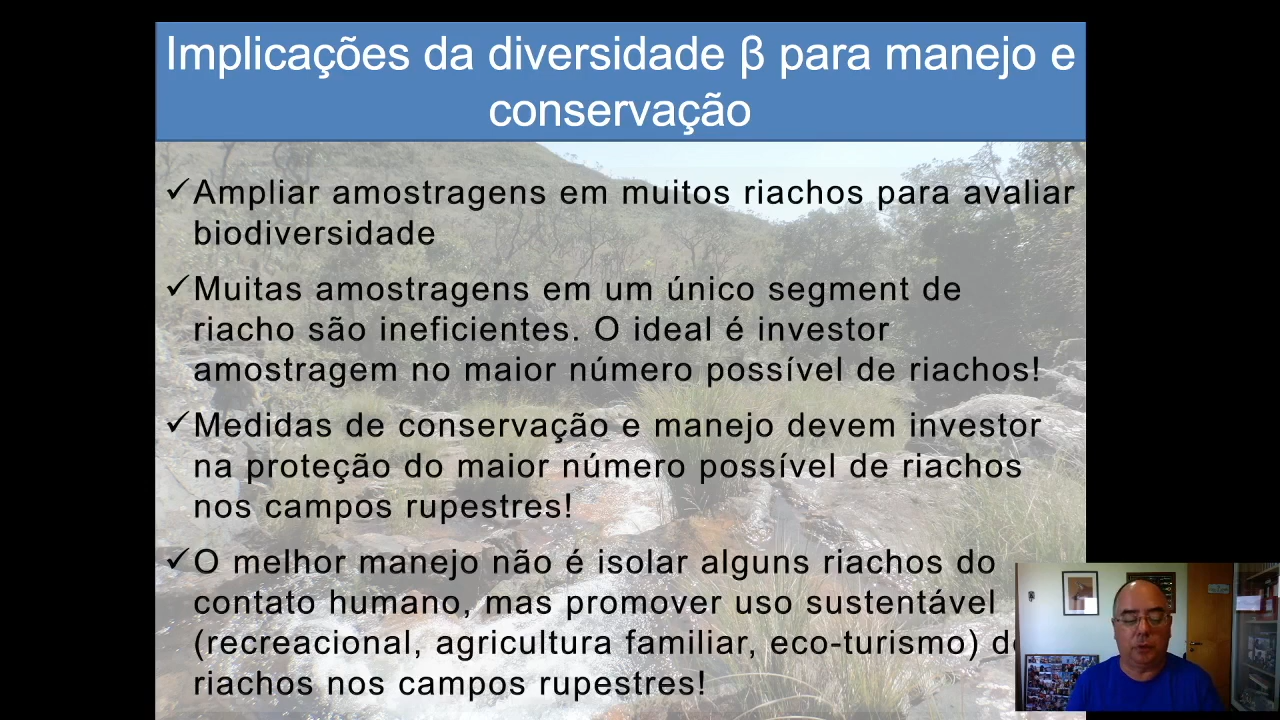 Implicações da diversidade β para manejo e
conservação
✓Ampliar amostragens em muitos riachos para avaliar
biodiversidade
✓Muitas amostragens em um único segment de
riacho são ineficientes. O ideal é investor
amostragem no maior número possível de riachos!
✓Medidas de conservação e manejo devem investor
na proteção do maior número possível de riachos
nos campos rupestres!
✓O melhor manejo não é isolar alguns riachos do
contato humano, mas promover uso sustentável
(recreacional, agricultura familiar, eco-turismo)
riachos nos campos rupestres!